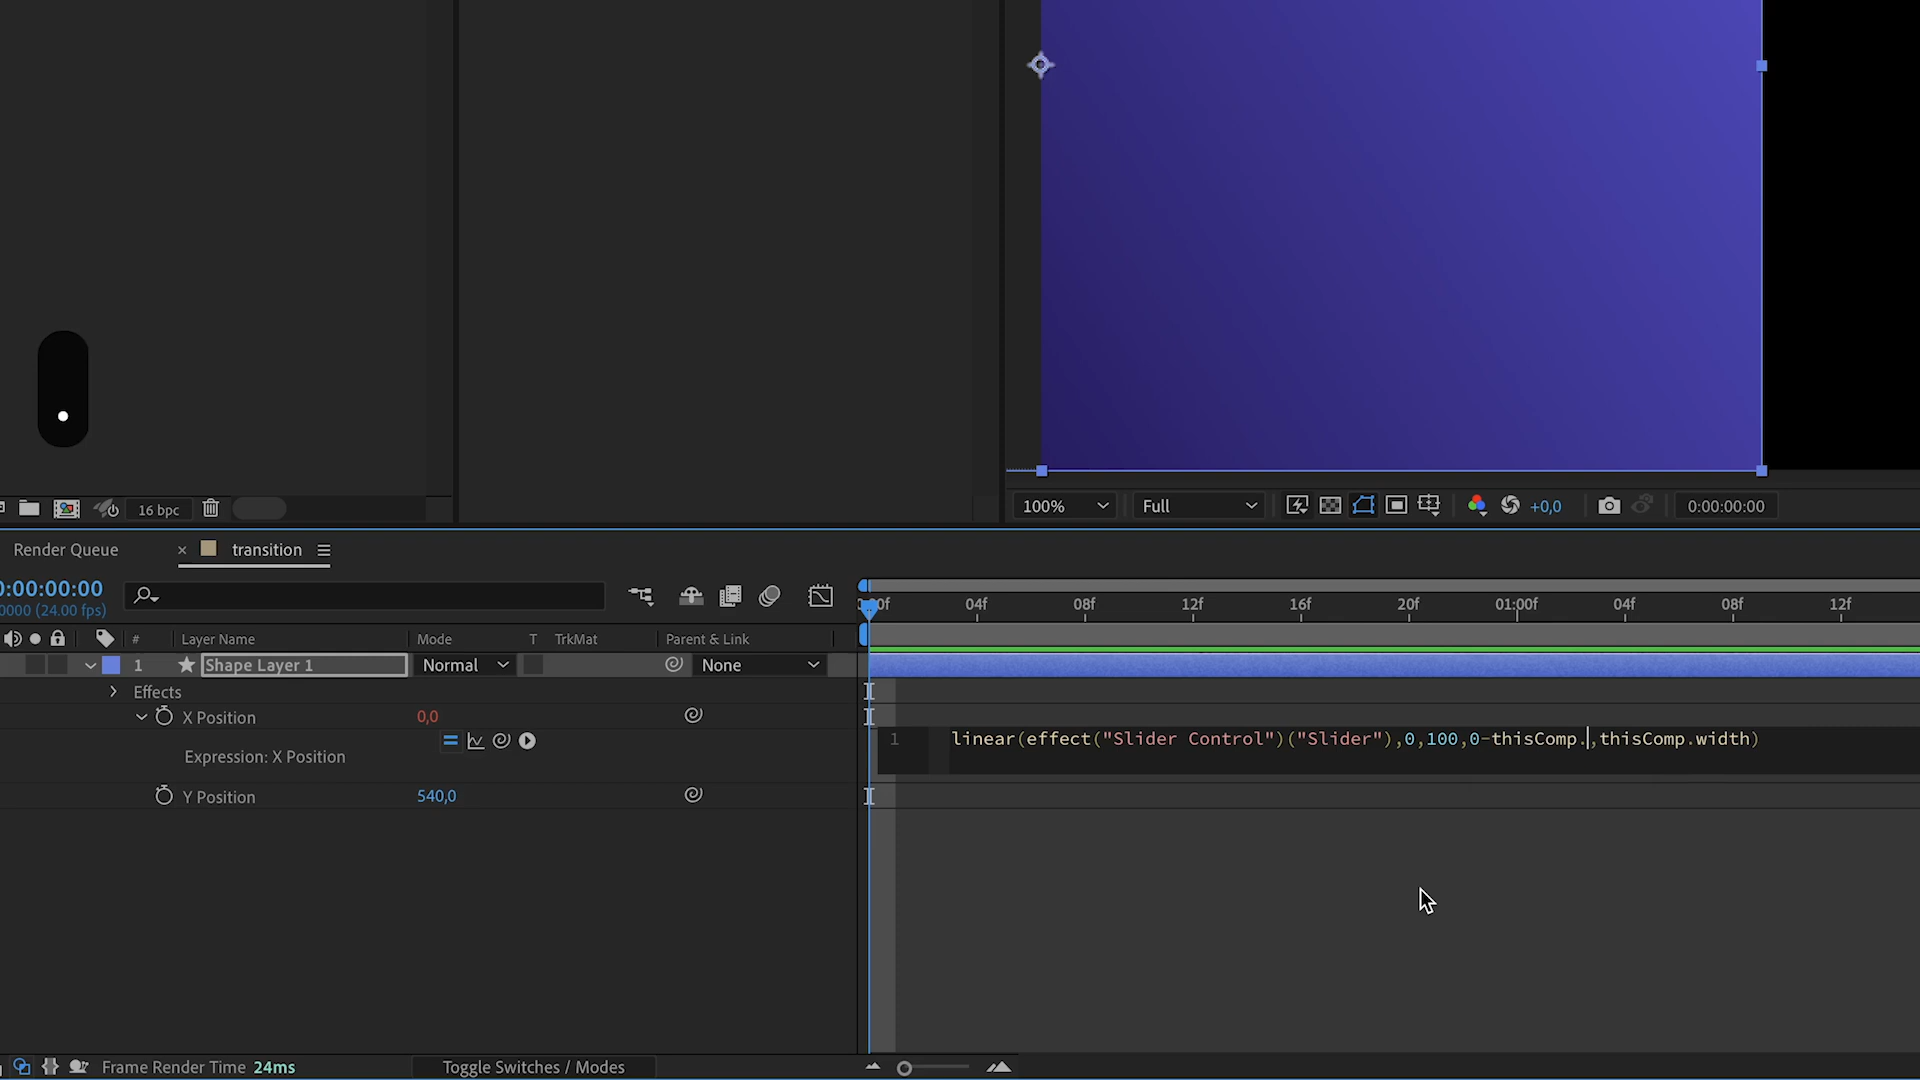 16 bpc
100%
Full
+0,0
0:00:00:00
Render Queue
× transition
0:00:00:00
0000 (24.00 fps)
# Layer Name Mode T TrkMat Parent & Link
:00f 04f 08f 12f 16f 20f 01:00f 04f 08f 12f
1 Shape Layer 1 Normal None
Effects
X Position 0,0
Expression: X Position
1 linear(effect("Slider Control")("Slider"),0,100,0-thisComp.,thisComp.width)
Y Position 540,0
Frame Render Time 24ms
Toggle Switches / Modes